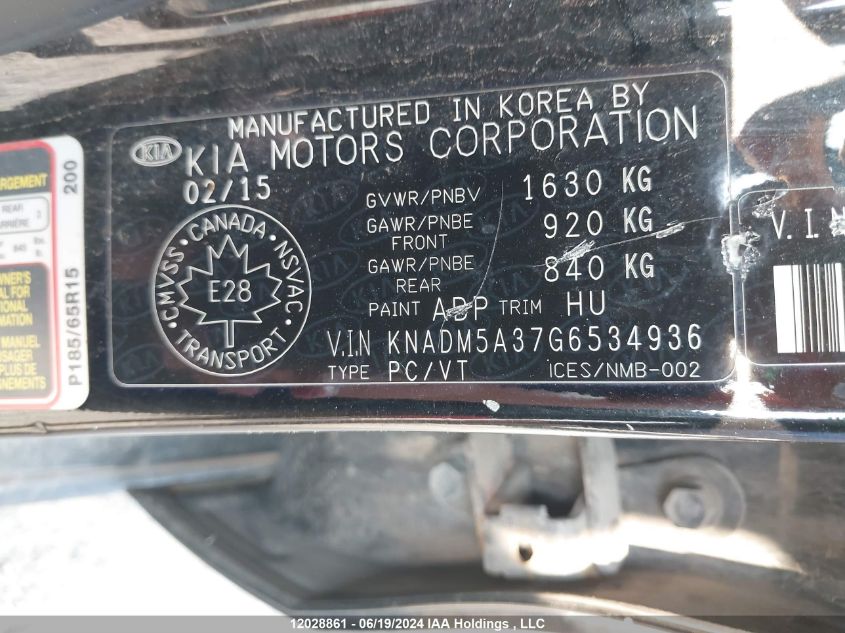 MANUFACTURED IN KOREA BY
KIA KIA MOTORS CORPORATION
02/15
GVWR/PNBV 1630 KG
GAWR/PNBE FRONT 920 KG
GAWR/PNBE REAR 840 KG
PAINT ABP TRIM HU
V.I.N KNADM5A37G6534936
TYPE PC/VT ICES/NMB-002
CMVSS · CANADA · NSVAC
E28
TRANSPORT
V.I.N
200
P185/65R15
REAR
MANUEL
12028861 - 06/19/2024 IAA Holdings , LLC